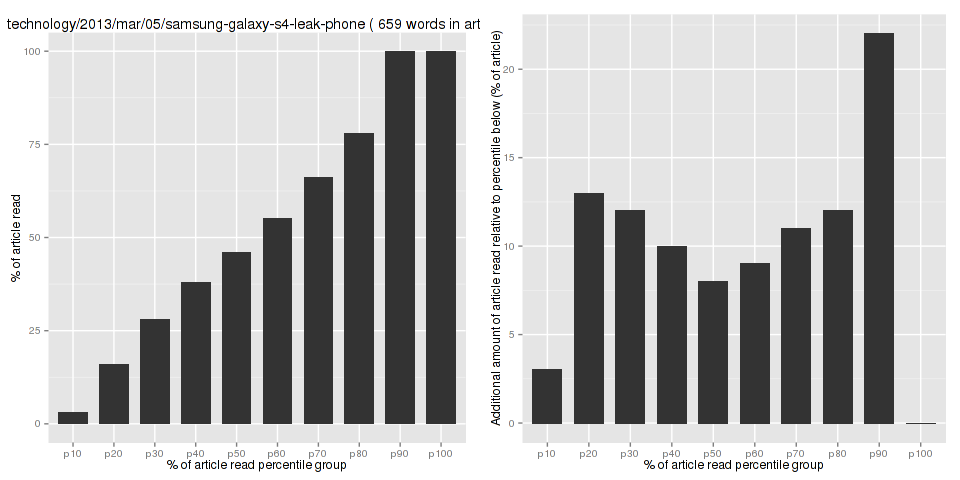 technology/2013/mar/05/samsung-galaxy-s4-leak-phone ( 659 words in art
% of article read
100
75
50
25
0
p10 p20 p30 p40 p50 p60 p70 p80 p90 p100
% of article read percentile group
Additional amount of article read relative to percentile below (% of article)
20
15
10
5
0
p10 p20 p30 p40 p50 p60 p70 p80 p90 p100
% of article read percentile group